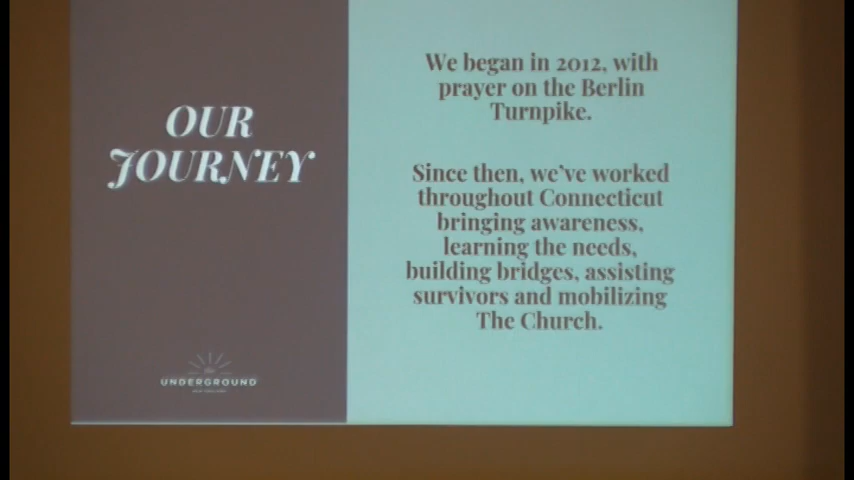 OUR
JOURNEY
We began in 2012, with
prayer on the Berlin
Turnpike.
Since then, we've worked
throughout Connecticut
bringing awareness,
learning the needs,
building bridges, assisting
survivors and mobilizing
The Church.
UNDERGROUND